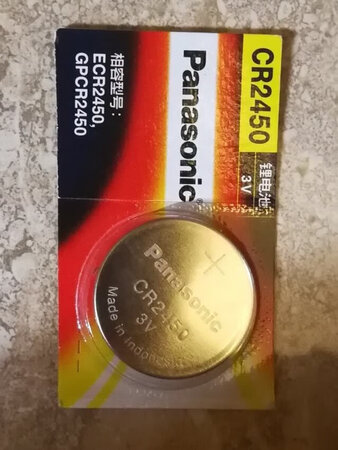 CR2450
锂电池
3V
Panasonic®
相容型号：
ECR2450,
GPCR2450
+
Panasonic
CR2450
3V
Made in Indonesia